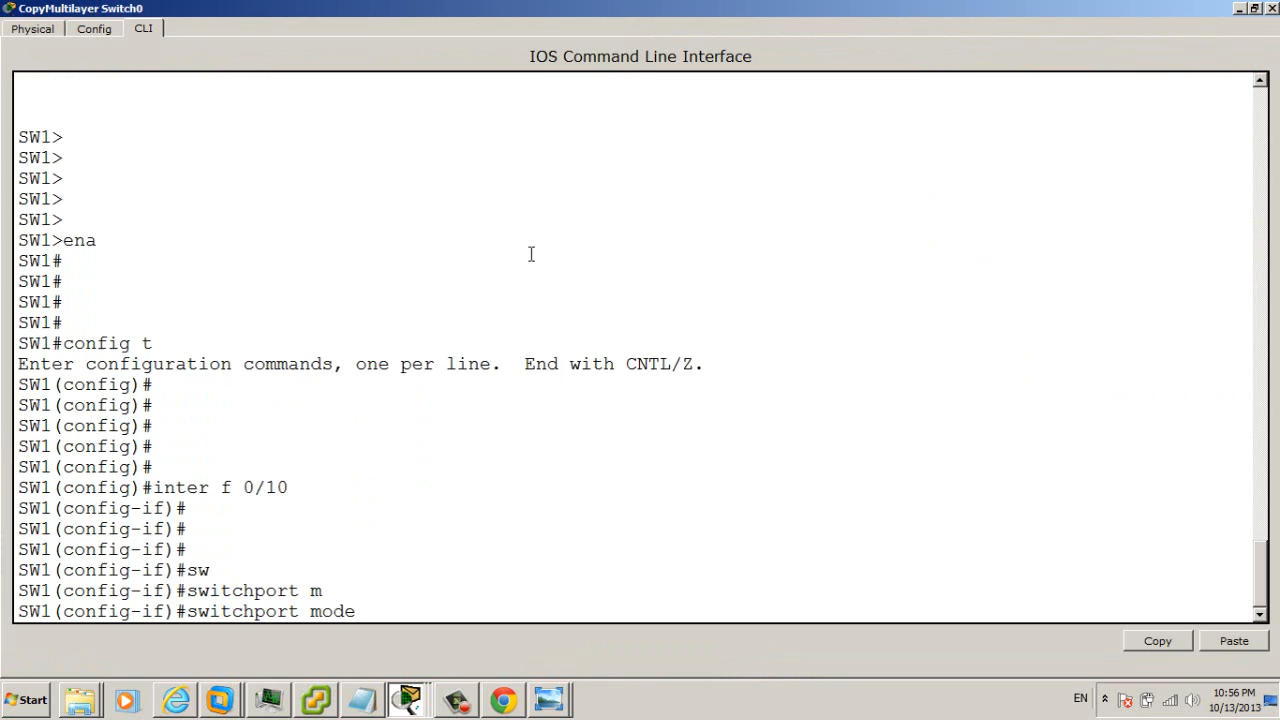 CopyMultilayer Switch0
Physical Config CLI
IOS Command Line Interface
SW1>
SW1>
SW1>
SW1>
SW1>
SW1>ena
SW1#
SW1#
SW1#
SW1#
SW1#config t
Enter configuration commands, one per line.  End with CNTL/Z.
SW1(config)#
SW1(config)#
SW1(config)#
SW1(config)#
SW1(config)#
SW1(config)#inter f 0/10
SW1(config-if)#
SW1(config-if)#
SW1(config-if)#
SW1(config-if)#sw
SW1(config-if)#switchport m
SW1(config-if)#switchport mode
Copy Paste
Start EN 10:56 PM
10/13/2013